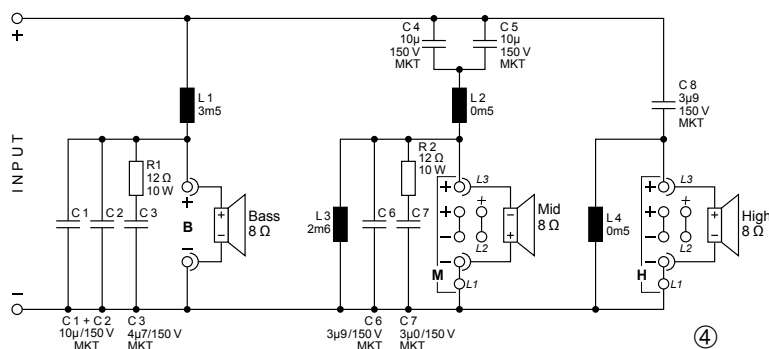 C 4
10µ
150 V
MKT
C 5
10µ
150 V
MKT
+
L 1
3m5
L 2
0m5
C 8
3µ9
150 V
MKT
INPUT
R1
12 Ω
10 W
R 2
12 Ω
10 W
C 1
C 2
C 3
+
B
–
+
–
Bass
8 Ω
L 3
2m6
C 6
C 7
+
+
–
–
M
L3
+
L2
L1
–
+
Mid
8 Ω
L 4
0m5
+
+
–
–
H
L3
+
L2
L1
+
–
High
8 Ω
–
C 1 + C 2
10µ/150 V
MKT
C 3
4µ7/150 V
MKT
C 6
3µ9/150 V
MKT
C 7
3µ0/150 V
MKT
④